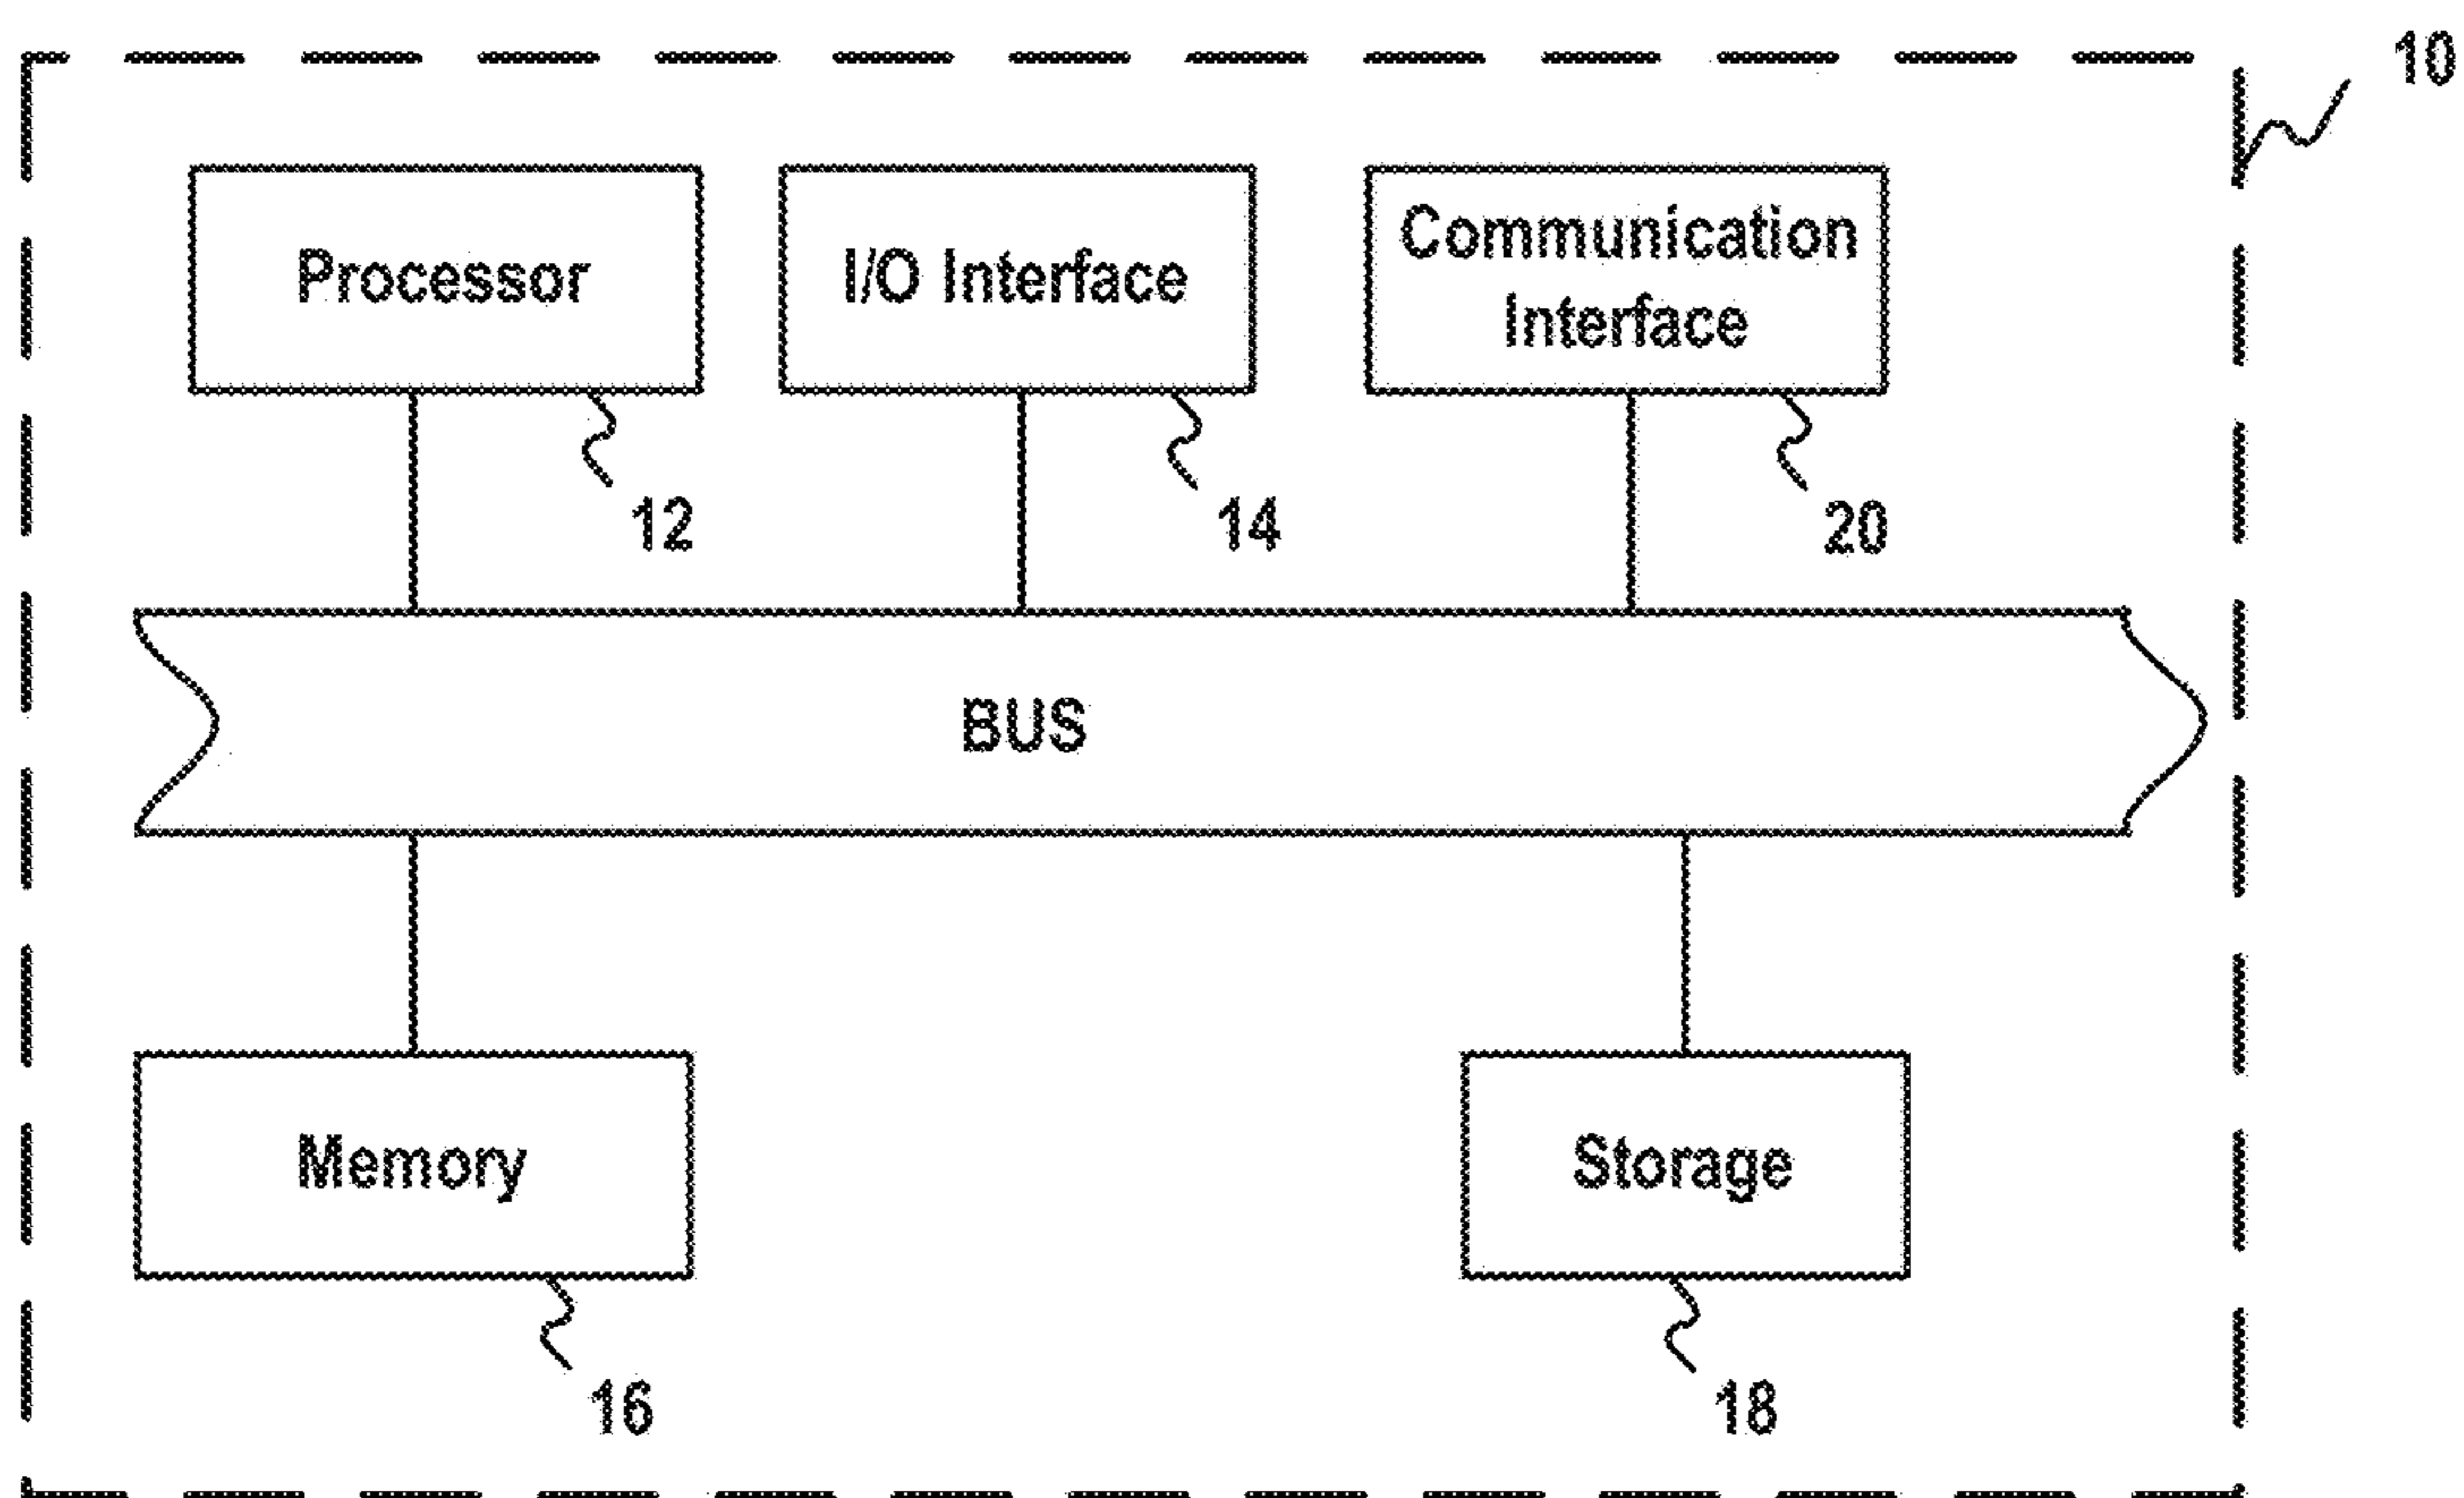 10
Processor
I/O Interface
Communication
Interface
12
14
20
BUS
Memory
Storage
16
18